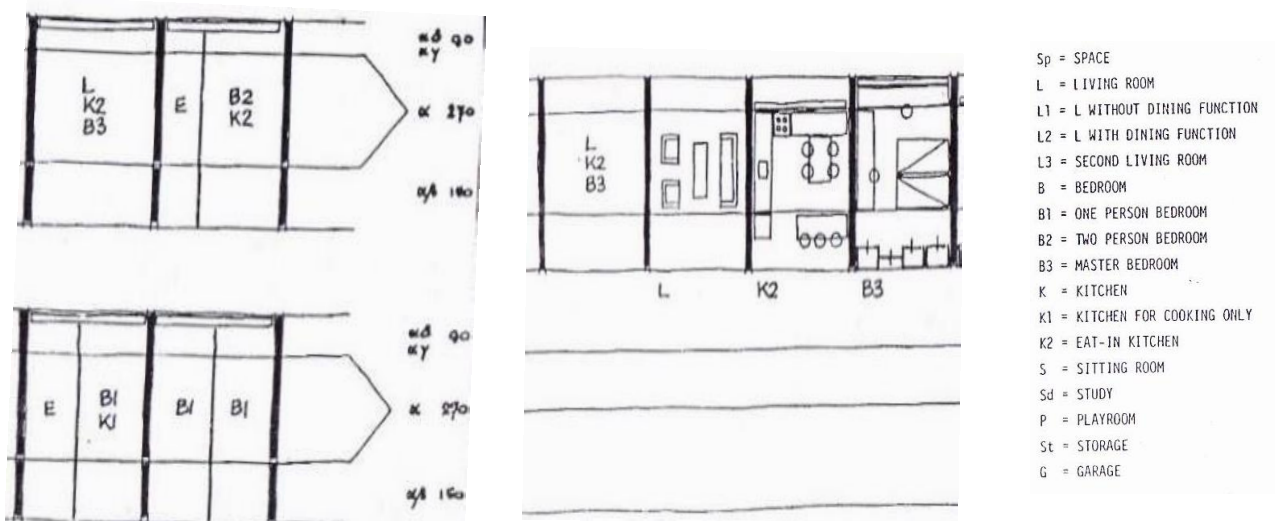 αδ 90
αγ
L
K2
B3
E
B2
K2
α 270
α/β
αδ 90
αγ
E
B1
K1
B1
B1
α 270
α/β 150
L
K2
B3
L
K2
B3
Sp = SPACE
L = LIVING ROOM
L1 = L WITHOUT DINING FUNCTION
L2 = L WITH DINING FUNCTION
L3 = SECOND LIVING ROOM
B = BEDROOM
B1 = ONE PERSON BEDROOM
B2 = TWO PERSON BEDROOM
B3 = MASTER BEDROOM
K = KITCHEN
K1 = KITCHEN FOR COOKING ONLY
K2 = EAT-IN KITCHEN
S = SITTING ROOM
Sd = STUDY
P = PLAYROOM
St = STORAGE
G = GARAGE